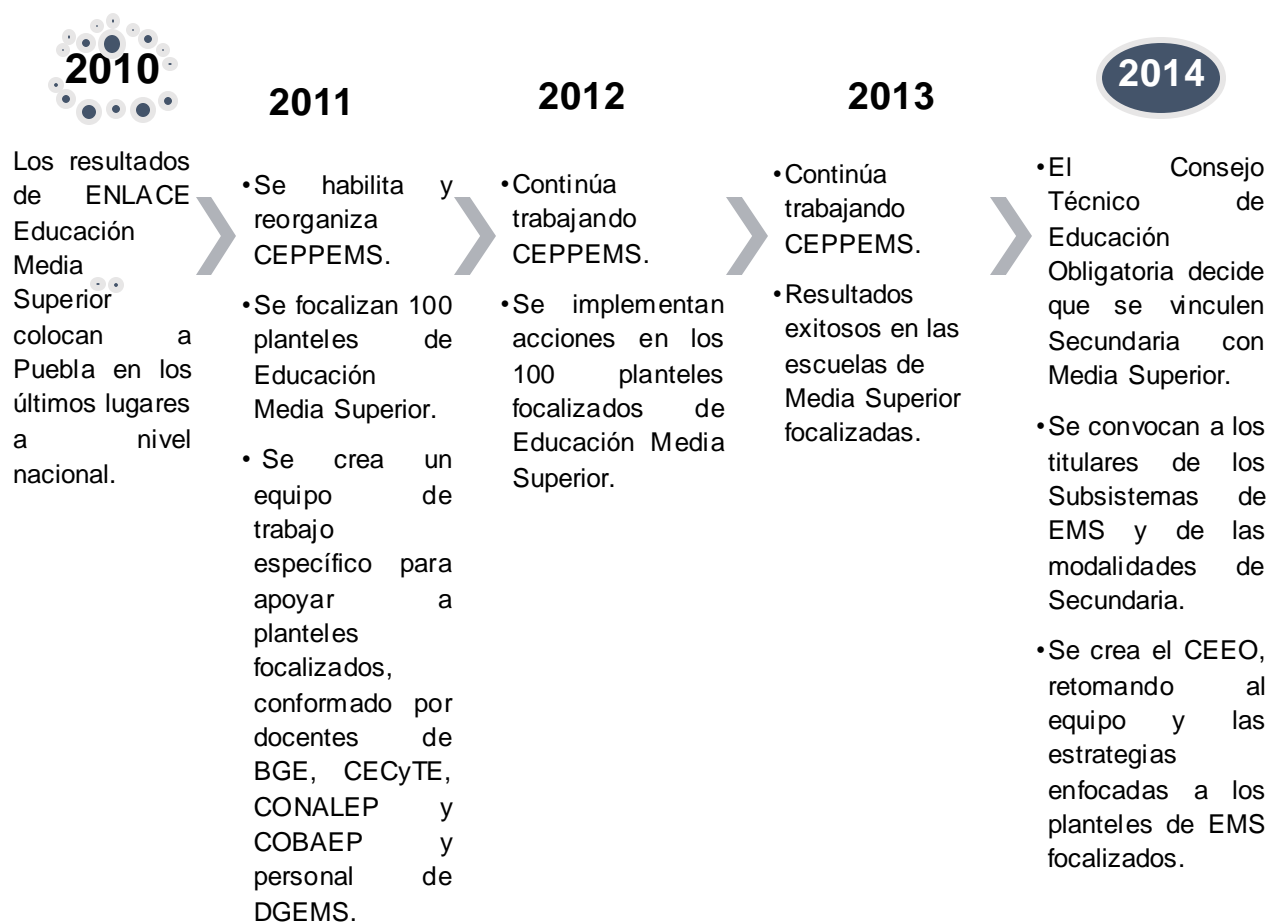 2010
Los resultados
de ENLACE
Educación
Media
Superior
colocan a
Puebla en los
últimos lugares
a nivel
nacional.
2011
•Se habilita y
reorganiza
CEPPEMS.
•Se focalizan 100
planteles de
Educación
Media Superior.
• Se crea un
equipo de
trabajo
específico para
apoyar a
planteles
focalizados,
conformado por
docentes de
BGE, CECyTE,
CONALEP y
COBAEP y
personal de
DGEMS.
2012
•Continúa
trabajando
CEPPEMS.
•Se implementan
acciones en los
100 planteles
focalizados de
Educación Media
Superior.
2013
•Continúa
trabajando
CEPPEMS.
•Resultados
exitosos en las
escuelas de
Media Superior
focalizadas.
2014
•El Consejo
Técnico de
Educación
Obligatoria decide
que se vinculen
Secundaria con
Media Superior.
•Se convocan a los
titulares de los
Subsistemas de
EMS y de las
modalidades de
Secundaria.
•Se crea el CEEO,
retomando al
equipo y las
estrategias
enfocadas a los
planteles de EMS
focalizados.